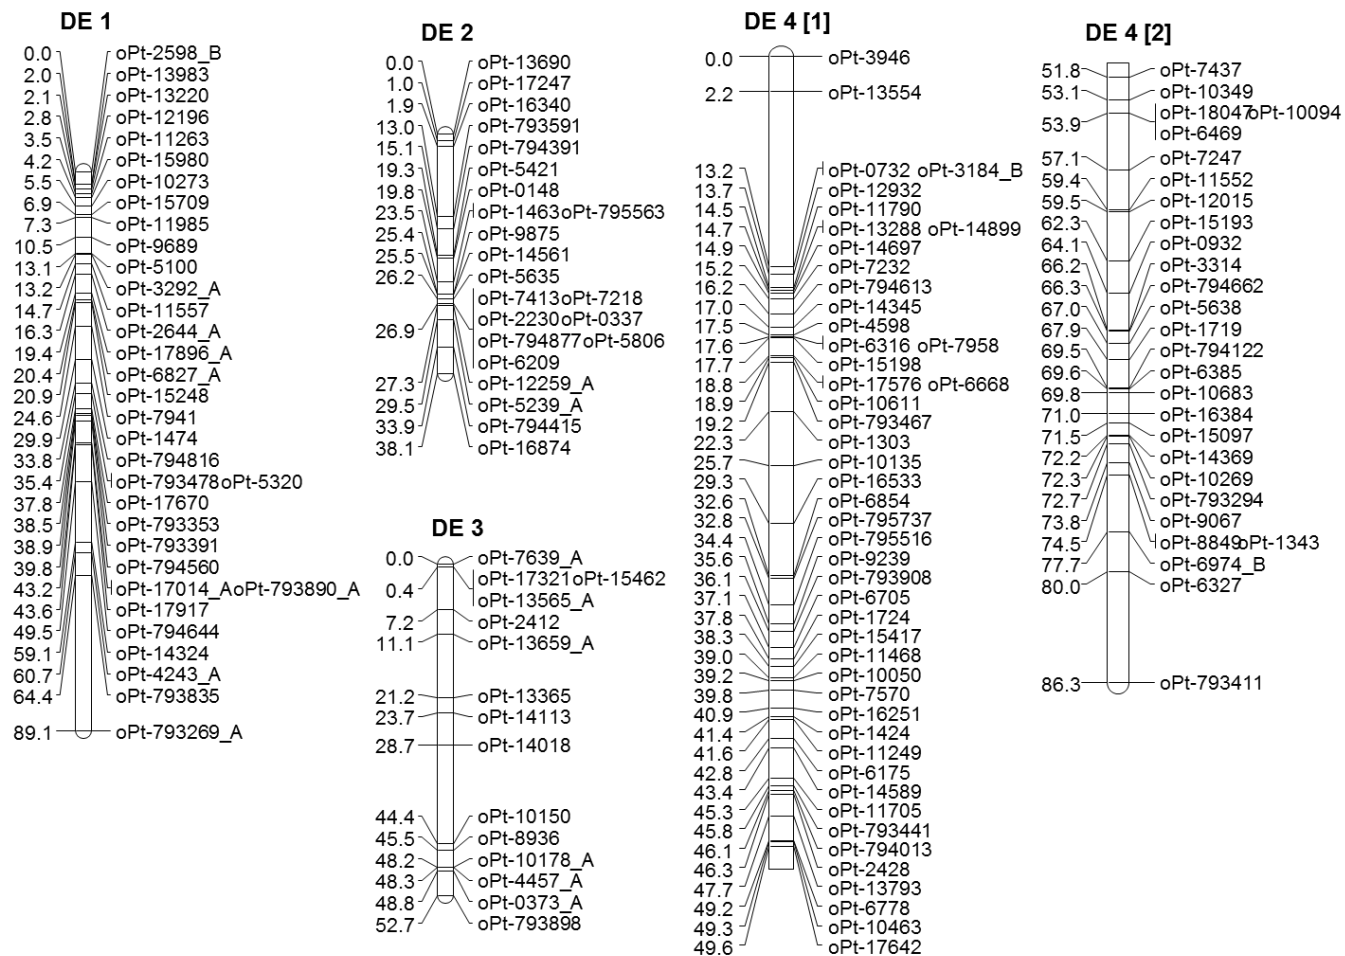 DE 1
0.0 oPt-2598_B
2.0 oPt-13983
2.1 oPt-13220
2.8 oPt-12196
3.5 oPt-11263
4.2 oPt-15980
5.5 oPt-10273
6.9 oPt-15709
7.3 oPt-11985
10.5 oPt-9689
13.1 oPt-5100
13.2 oPt-3292_A
14.7 oPt-11557
16.3 oPt-2644_A
19.4 oPt-17896_A
20.4 oPt-6827_A
20.9 oPt-15248
24.6 oPt-7941
29.9 oPt-1474
33.8 oPt-794816
35.4 oPt-793478 oPt-5320
37.8 oPt-17670
38.5 oPt-793353
38.9 oPt-793391
39.8 oPt-794560
43.2 oPt-17014_A oPt-793890_A
43.6 oPt-17917
49.5 oPt-794644
59.1 oPt-14324
60.7 oPt-4243_A
64.4 oPt-793835
89.1 oPt-793269_A
DE 2
0.0 oPt-13690
1.0 oPt-17247
1.9 oPt-16340
13.0 oPt-793591
15.1 oPt-794391
19.3 oPt-5421
19.8 oPt-0148
23.5 oPt-1463 oPt-795563
25.4 oPt-9875
25.5 oPt-14561
26.2 oPt-5635
oPt-7413 oPt-7218
oPt-2230 oPt-0337
26.9 oPt-794877 oPt-5806
oPt-6209
27.3 oPt-12259_A
29.5 oPt-5239_A
33.9 oPt-794415
38.1 oPt-16874
DE 3
0.0 oPt-7639_A
0.4 oPt-17321 oPt-15462
oPt-13565_A
7.2 oPt-2412
11.1 oPt-13659_A
21.2 oPt-13365
23.7 oPt-14113
28.7 oPt-14018
44.4 oPt-10150
45.5 oPt-8936
48.2 oPt-10178_A
48.3 oPt-4457_A
48.8 oPt-0373_A
52.7 oPt-793898
DE 4 [1]
0.0 oPt-3946
2.2 oPt-13554
13.2 oPt-0732 oPt-3184_B
13.7 oPt-12932
14.5 oPt-11790
14.7 oPt-13288 oPt-14899
14.9 oPt-14697
15.2 oPt-7232
16.2 oPt-794613
17.0 oPt-14345
17.5 oPt-4598
17.6 oPt-6316 oPt-7958
17.7 oPt-15198
18.8 oPt-17576 oPt-6668
18.9 oPt-10611
19.2 oPt-793467
22.3 oPt-1303
25.7 oPt-10135
29.3 oPt-16533
32.6 oPt-6854
32.8 oPt-795737
34.4 oPt-795516
35.6 oPt-9239
36.1 oPt-793908
37.1 oPt-6705
37.8 oPt-1724
38.3 oPt-15417
39.0 oPt-11468
39.2 oPt-10050
39.8 oPt-7570
40.9 oPt-16251
41.4 oPt-1424
41.6 oPt-11249
42.8 oPt-6175
43.4 oPt-14589
45.3 oPt-11705
45.8 oPt-793441
46.1 oPt-794013
46.3 oPt-2428
47.7 oPt-13793
49.2 oPt-6778
49.3 oPt-10463
49.6 oPt-17642
DE 4 [2]
51.8 oPt-7437
53.1 oPt-10349
53.9 oPt-18047 oPt-10094
oPt-6469
57.1 oPt-7247
59.4 oPt-11552
59.5 oPt-12015
62.3 oPt-15193
64.1 oPt-0932
66.2 oPt-3314
66.3 oPt-794662
67.0 oPt-5638
67.9 oPt-1719
69.5 oPt-794122
69.6 oPt-6385
69.8 oPt-10683
71.0 oPt-16384
71.5 oPt-15097
72.2 oPt-14369
72.3 oPt-10269
72.7 oPt-793294
73.8 oPt-9067
74.5 oPt-8849 oPt-1343
77.7 oPt-6974_B
80.0 oPt-6327
86.3 oPt-793411